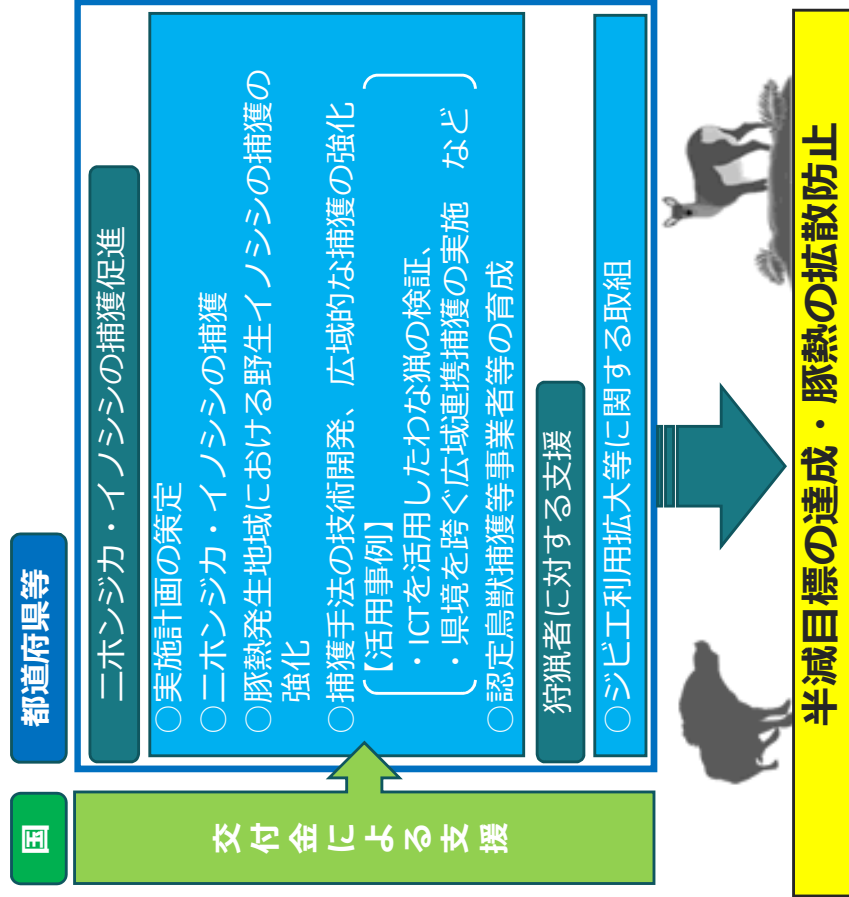 国
交付金による支援
都道府県等
ニホンジカ・イノシシの捕獲促進
○実施計画の策定
○ニホンジカ・イノシシの捕獲
○豚熱発生地域における野生イノシシの捕獲の
強化
○捕獲手法の技術開発、広域的な捕獲の強化
【活用事例】
・ICTを活用したわな猟の検証、
・県境を跨ぐ広域連携捕獲の実施 など
○認定鳥獣捕獲等事業者等の育成
狩猟者に対する支援
○ジビエ利用拡大等に関する取組
半減目標の達成・豚熱の拡散防止